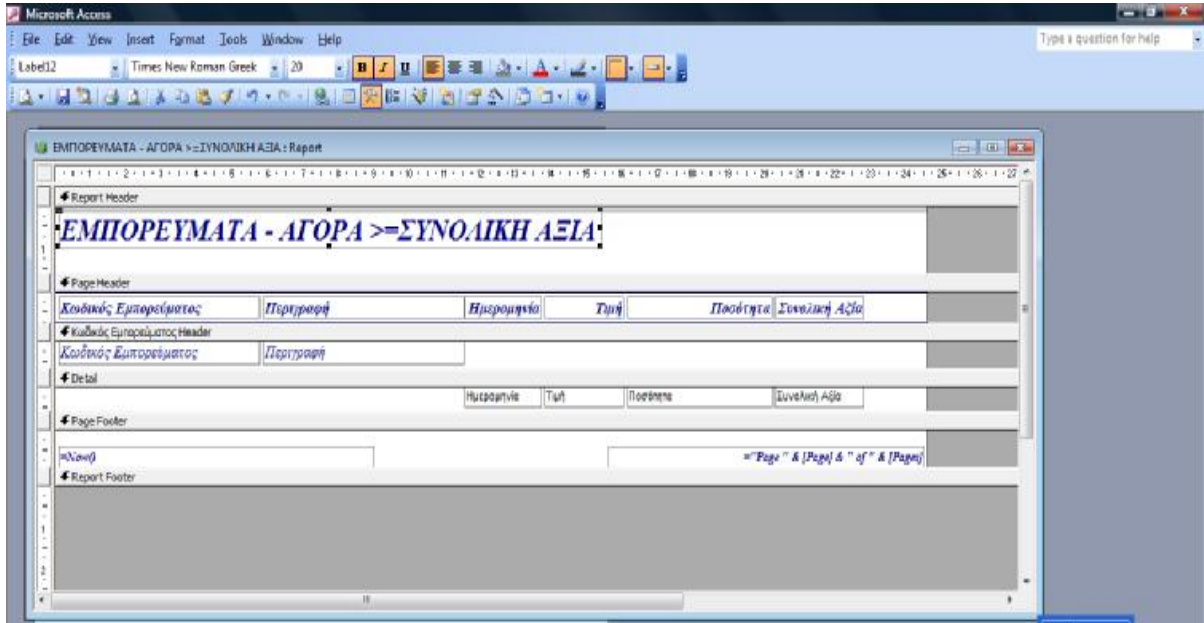 Microsoft Access
File Edit View Insert Format Tools Window Help
Type a question for help
Label12 Times New Roman Greek 20 B I U
ΕΜΠΟΡΕΥΜΑΤΑ - ΑΓΟΡΑ >=ΣΥΝΟΛΙΚΗ ΑΞΙΑ : Report
Report Header
ΕΜΠΟΡΕΥΜΑΤΑ - ΑΓΟΡΑ >=ΣΥΝΟΛΙΚΗ ΑΞΙΑ
Page Header
Κωδικός Εμπορεύματος Περιγραφή Ημερομηνία Τιμή Ποσότητα Συνολική Αξία
Κωδικός Εμπορεύματος Header
Κωδικός Εμπορεύματος Περιγραφή
Detail
Ημερομηνία Τιμή Ποσότητα Συνολική Αξία
Page Footer
=Now() ="Page " & [Page] & " of " & [Pages]
Report Footer